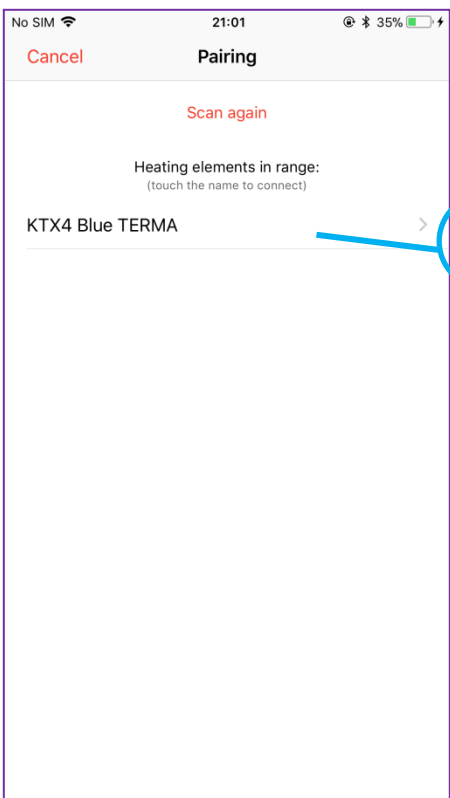 No SIM 21:01 35%
Cancel Pairing
Scan again
Heating elements in range:
(touch the name to connect)
KTX4 Blue TERMA